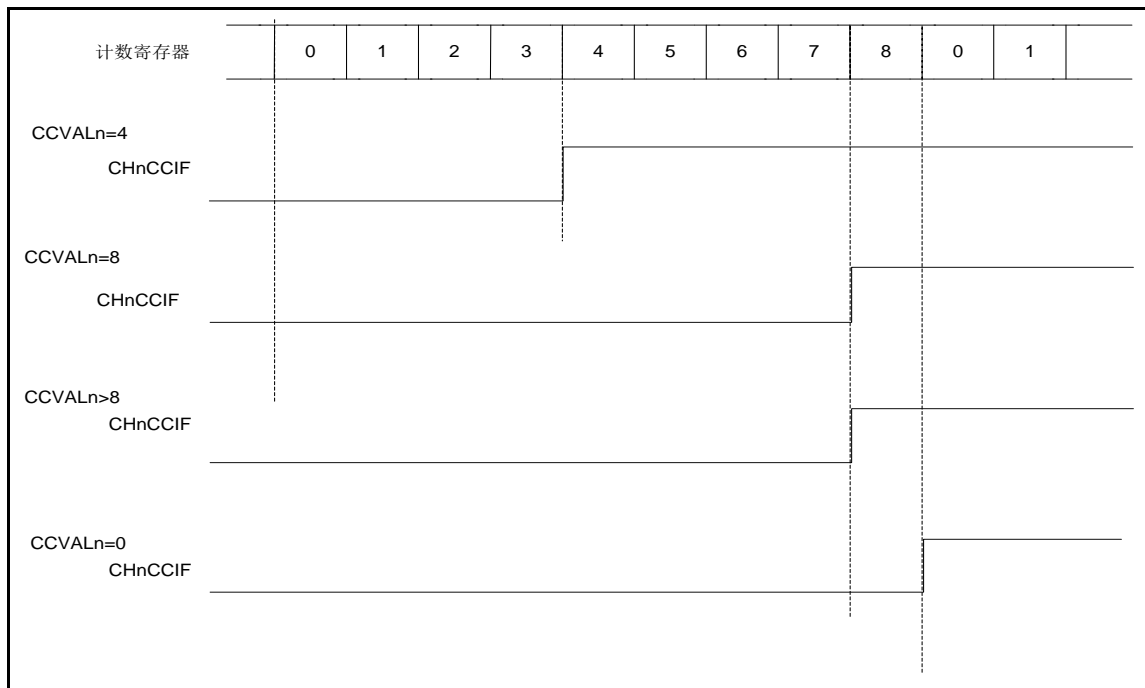 计数寄存器 0 1 2 3 4 5 6 7 8 0 1
CCVALn=4
CHnCCIF
CCVALn=8
CHnCCIF
CCVALn>8
CHnCCIF
CCVALn=0
CHnCCIF